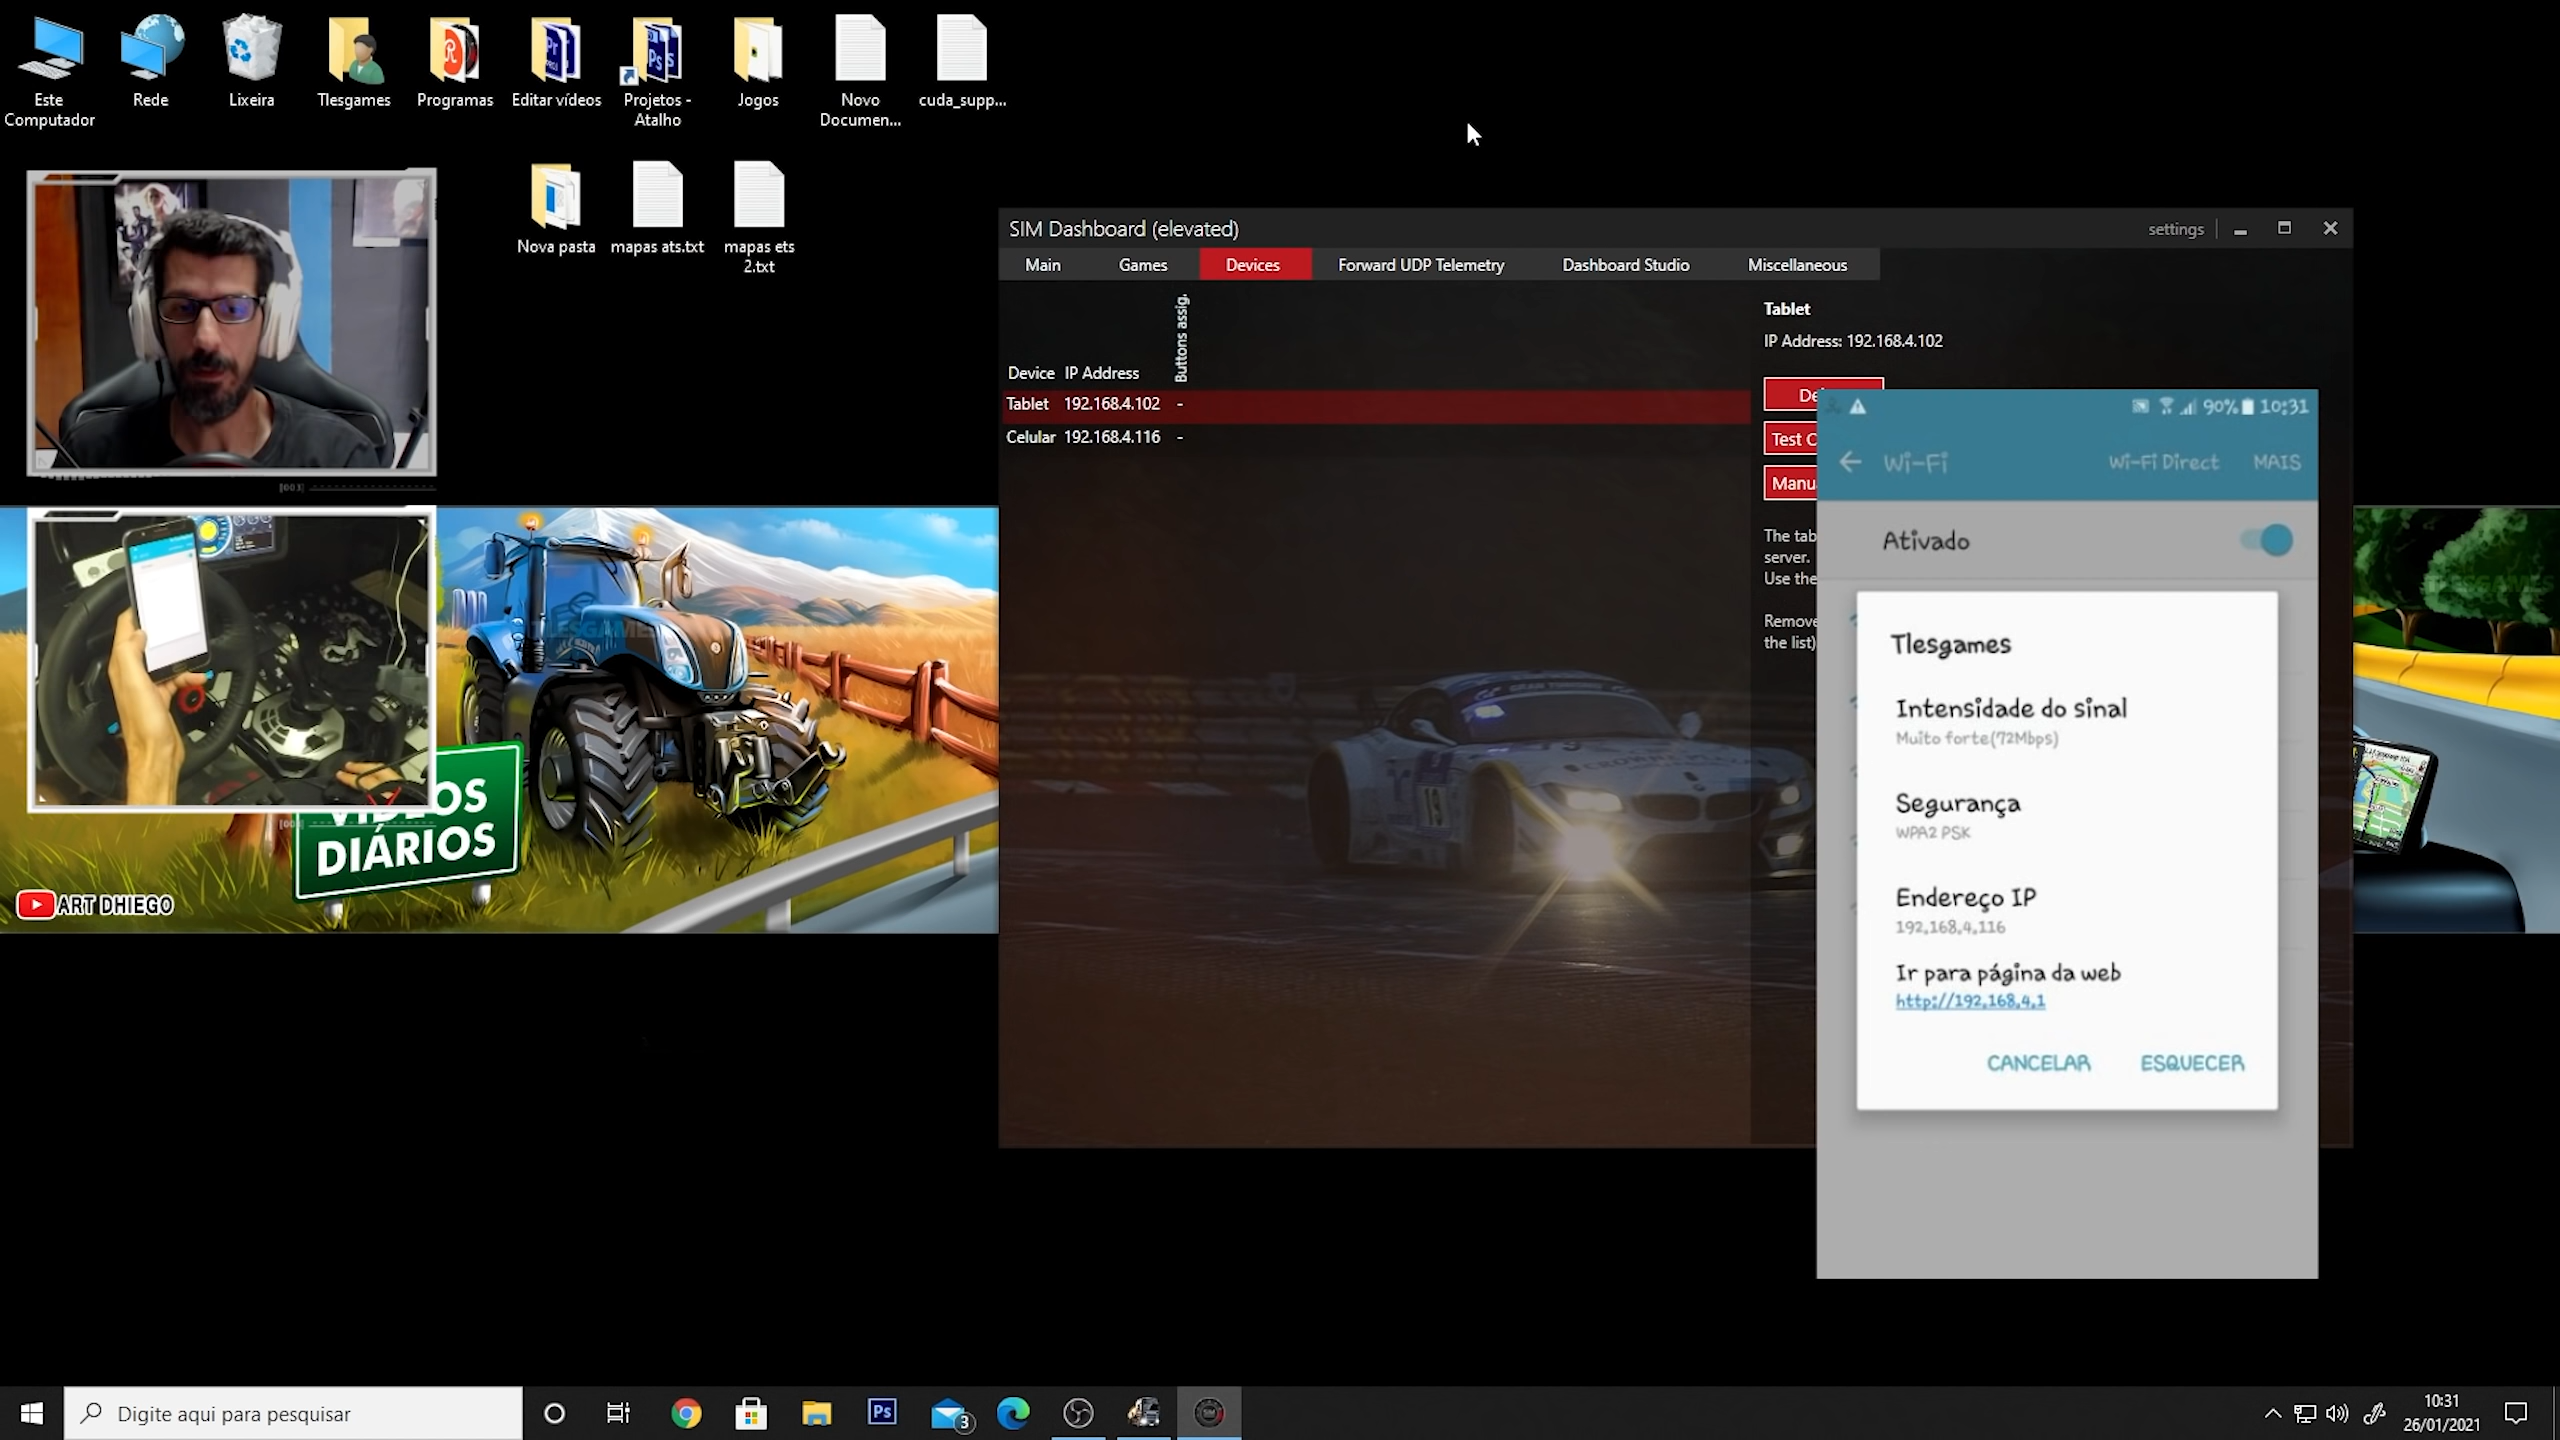 Este
Computador
Rede
Lixeira
Tlesgames
Programas
Editar vídeos
Projetos -
Atalho
Jogos
Novo
Documen...
cuda_supp...
Nova pasta
mapas ats.txt
mapas ets
2.txt
SIM Dashboard (elevated)
settings
Main
Games
Devices
Forward UDP Telemetry
Dashboard Studio
Miscellaneous
Buttons assig.
Device IP Address
Tablet 192.168.4.102 -
Celular 192.168.4.116 -
Tablet
IP Address: 192.168.4.102
De
Test C
Manu
The tab
server.
Use the
Remove
the list)
90% 10:31
Wi-Fi
Wi-Fi Direct
MAIS
Ativado
Tlesgames
Intensidade do sinal
Muito forte(72Mbps)
Segurança
WPA2 PSK
Endereço IP
192.168.4.116
Ir para página da web
http://192.168.4.1
CANCELAR
ESQUECER
OS
DIÁRIOS
ART DHIEGO
Digite aqui para pesquisar
Ps
3
10:31
26/01/2021